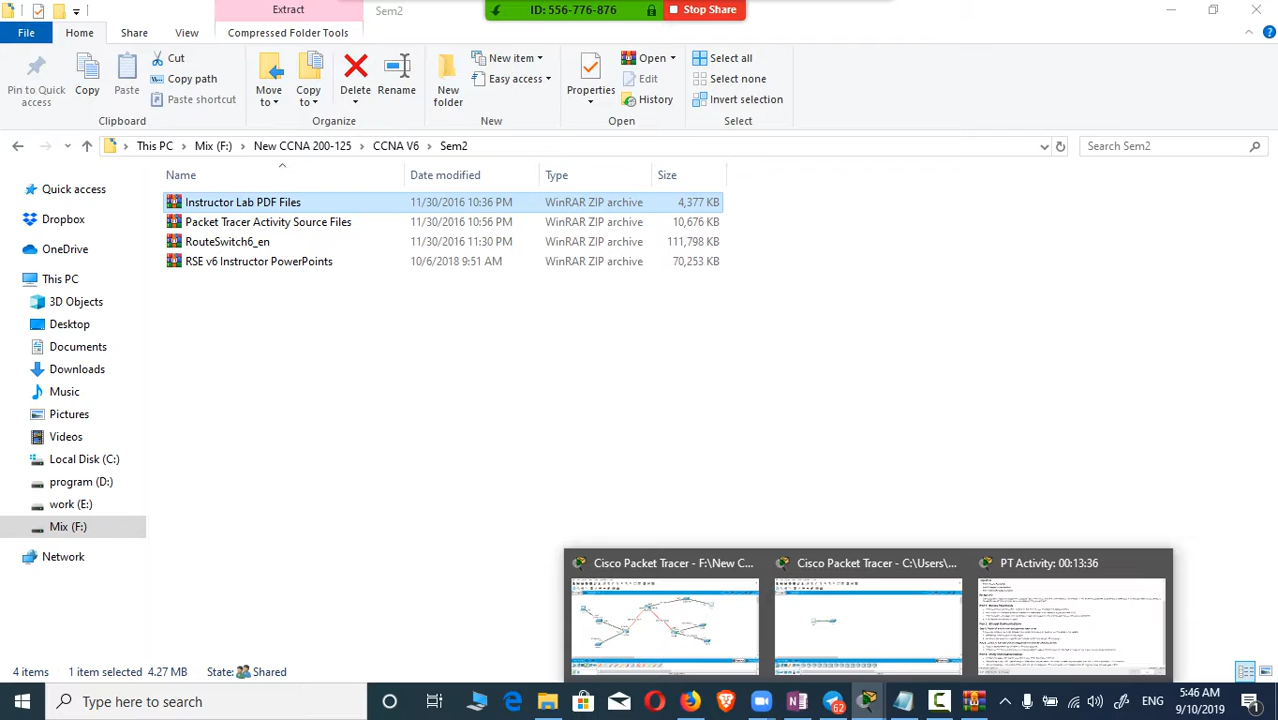 Extract
Sem2
ID: 556-776-876
Stop Share
File
Home
Share
View
Compressed Folder Tools
Pin to Quick access
Copy
Paste
Cut
Copy path
Paste shortcut
Clipboard
Move to
Copy to
Delete
Rename
Organize
New folder
New item
Easy access
New
Properties
Open
Edit
History
Open
Select all
Select none
Invert selection
Select
This PC
Mix (F:)
New CCNA 200-125
CCNA V6
Sem2
Search Sem2
Name
Date modified
Type
Size
Instructor Lab PDF Files 11/30/2016 10:36 PM WinRAR ZIP archive 4,377 KB
Packet Tracer Activity Source Files 11/30/2016 10:56 PM WinRAR ZIP archive 10,676 KB
RouteSwitch6_en 11/30/2016 11:30 PM WinRAR ZIP archive 111,798 KB
RSE v6 Instructor PowerPoints 10/6/2018 9:51 AM WinRAR ZIP archive 70,253 KB
Quick access
Dropbox
OneDrive
This PC
3D Objects
Desktop
Documents
Downloads
Music
Pictures
Videos
Local Disk (C:)
program (D:)
work (E:)
Mix (F:)
Network
Cisco Packet Tracer - F:\New C...
Cisco Packet Tracer - C:\Users\...
PT Activity: 00:13:36
4 items
Type here to search
62
5:46 AM
9/10/2019
1